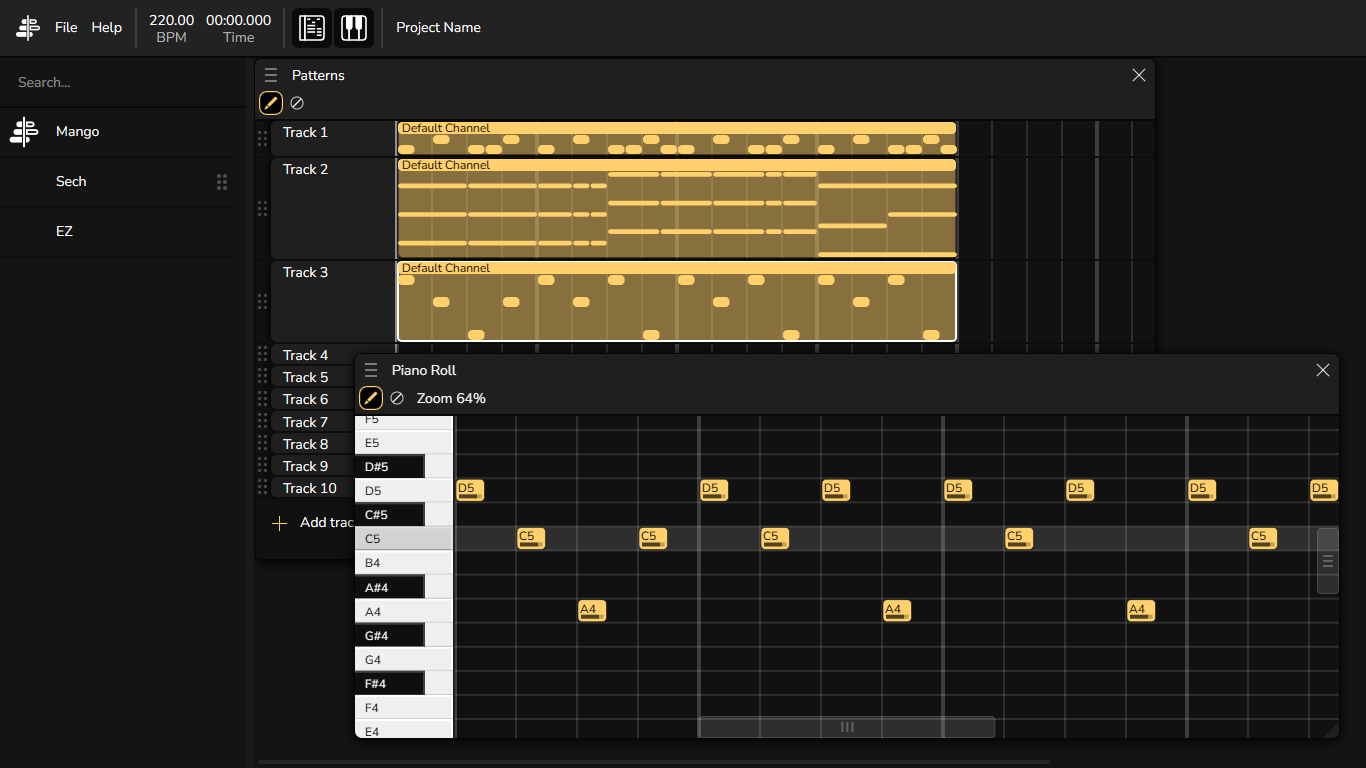 File Help 220.00 00:00.000 Project Name
BPM Time
Search...
Mango
Sech
EZ
Patterns
Track 1
Default Channel
Track 2
Default Channel
Track 3
Default Channel
Track 4
Track 5
Track 6
Track 7
Track 8
Track 9
Track 10
Add trac
Piano Roll
Zoom 64%
F5
E5
D#5
D5 D5 D5 D5 D5 D5 D5 D5
C#5
C5 C5 C5 C5 C5 C5
B4
A#4
A4 A4 A4 A4
G#4
G4
F#4
F4
E4